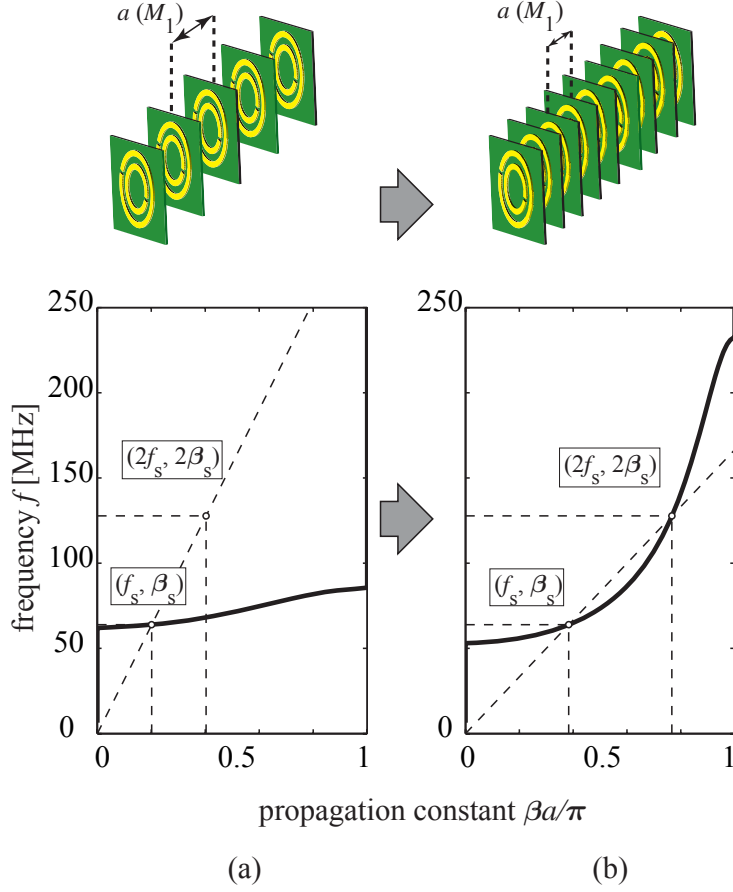 a (M₁)
a (M₁)
250
200
150
100
50
0
frequency f [MHz]
(2fₛ, 2βₛ)
(fₛ, βₛ)
0
0.5
1
250
(2fₛ, 2βₛ)
(fₛ, βₛ)
0
0
0.5
1
propagation constant βa/π
(a)
(b)